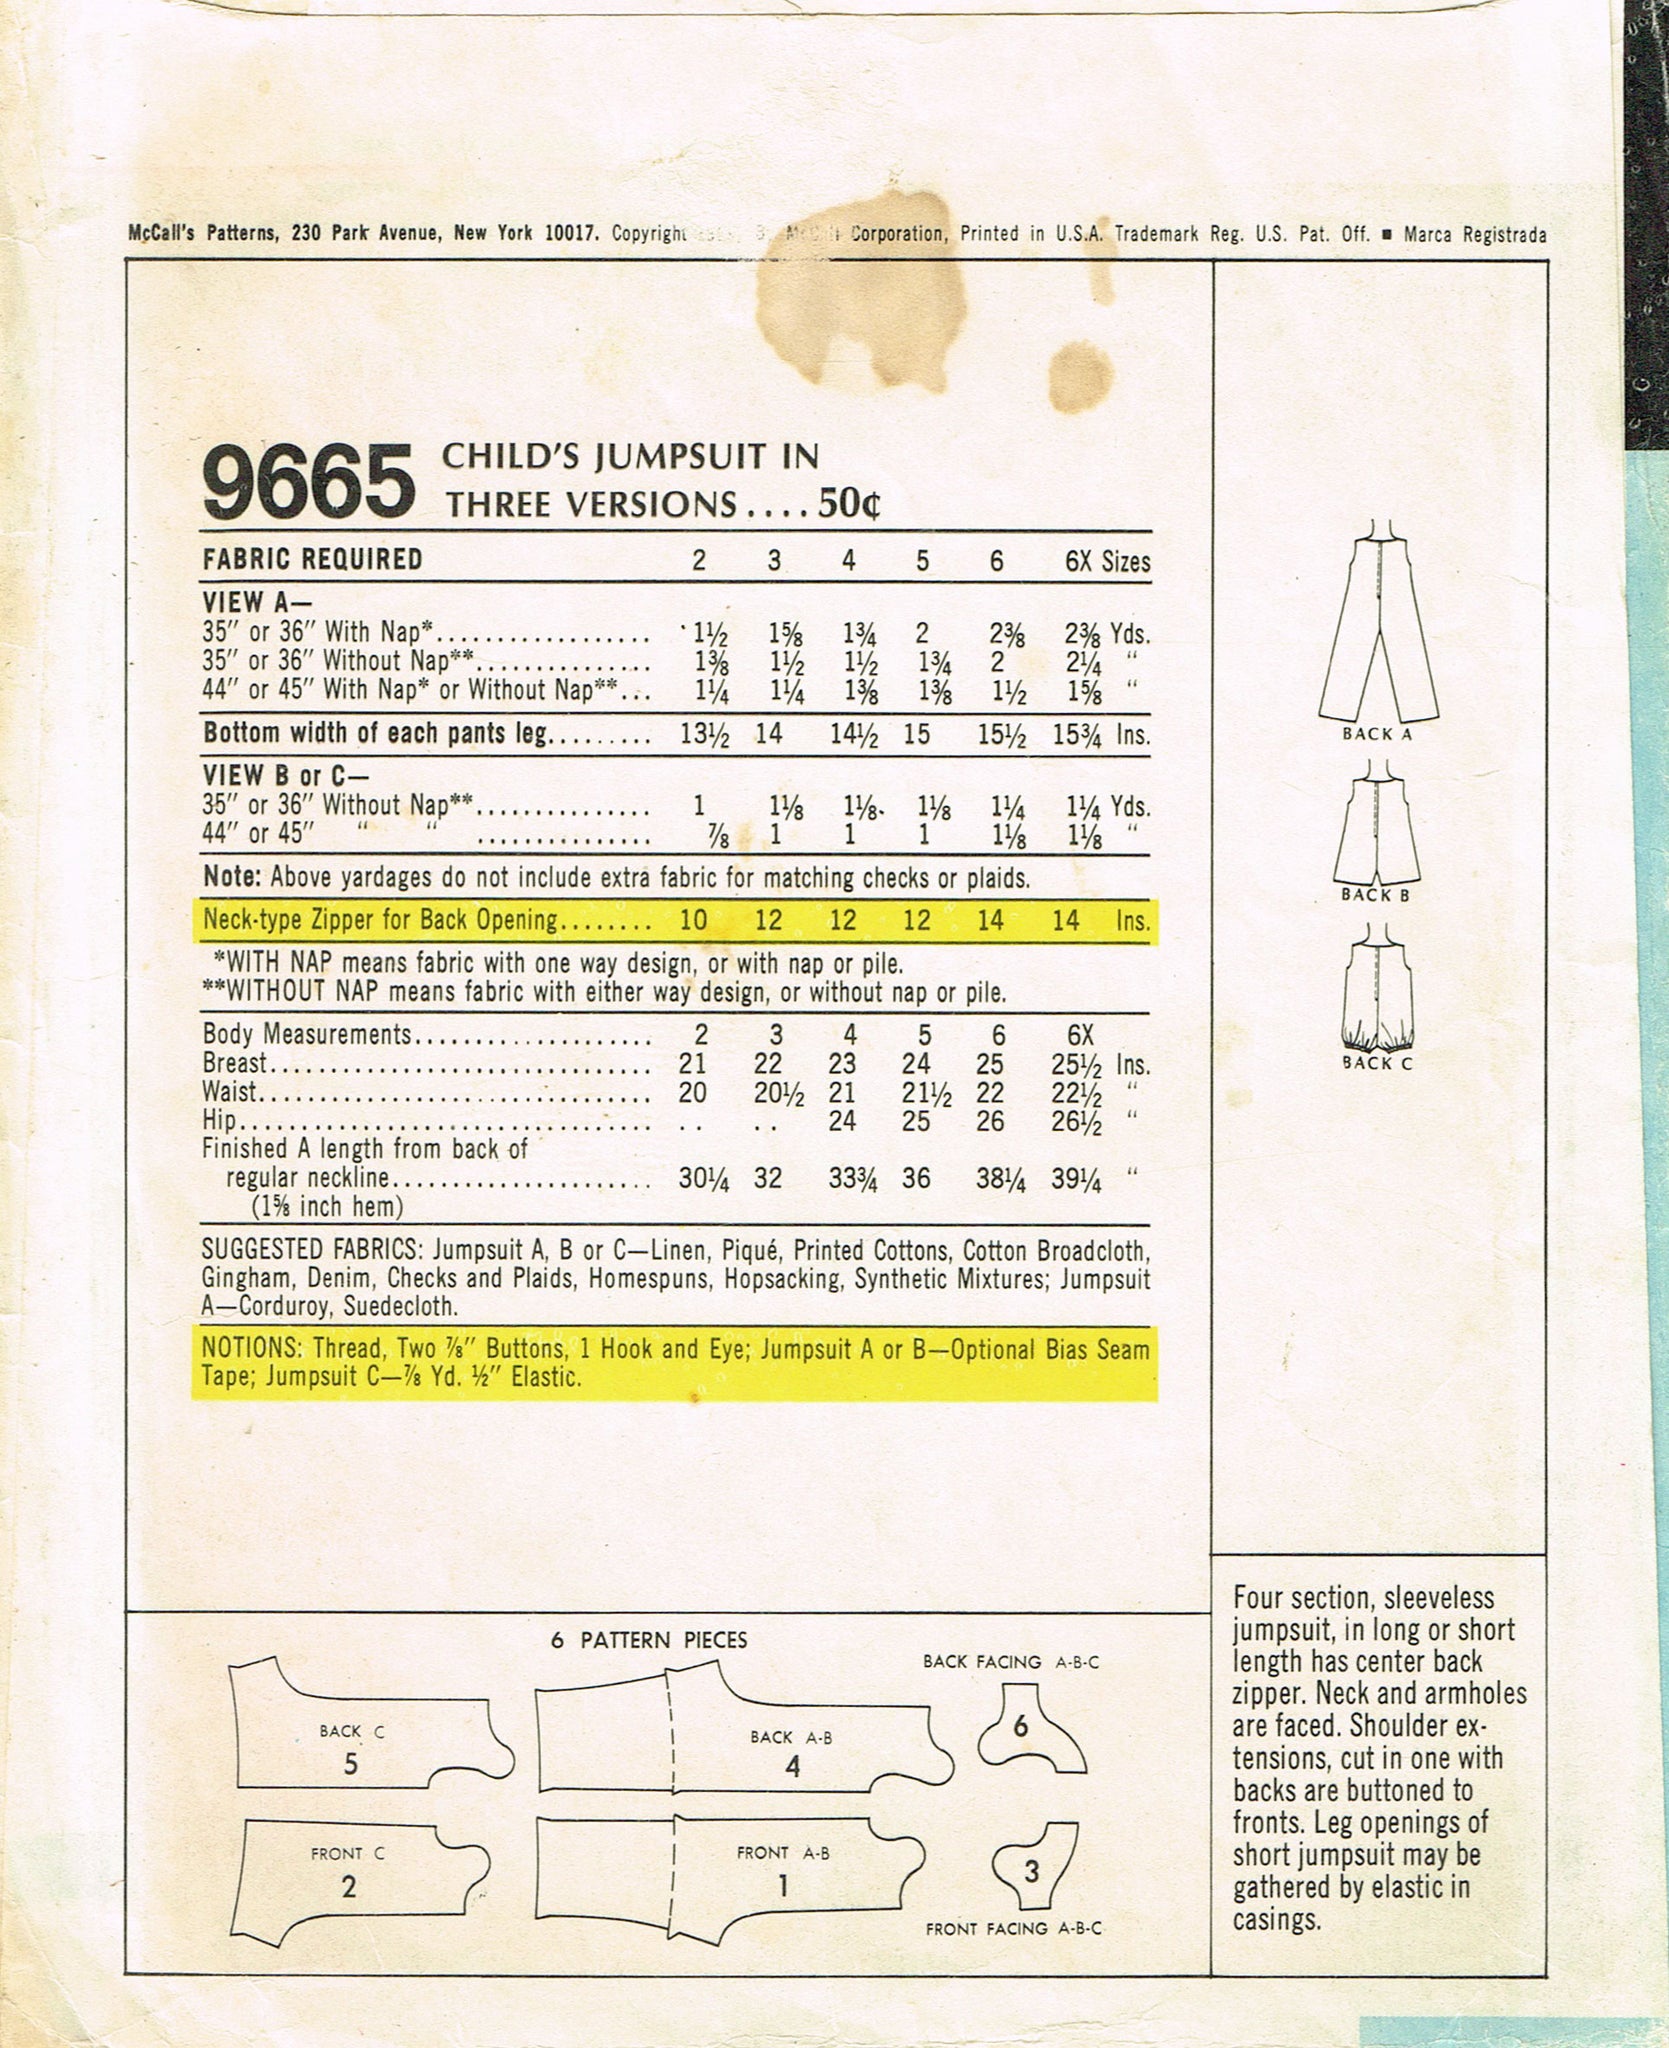 McCall's Patterns, 230 Park Avenue, New York 10017. Copyright Corporation, Printed in U.S.A. Trademark Reg. U.S. Pat. Off. ■ Marca Registrada
9665 CHILD'S JUMPSUIT IN
THREE VERSIONS .... 50¢
FABRIC REQUIRED 2 3 4 5 6 6X Sizes
VIEW A—
35" or 36" With Nap*.................. 1½ 1⅝ 1¾ 2 2⅜ 2⅜ Yds.
35" or 36" Without Nap**............... 1⅜ 1½ 1½ 1¾ 2 2¼ "
44" or 45" With Nap* or Without Nap**... 1¼ 1¼ 1⅜ 1⅜ 1½ 1⅝ "
Bottom width of each pants leg......... 13½ 14 14½ 15 15½ 15¾ Ins.
VIEW B or C—
35" or 36" Without Nap**............... 1 1⅛ 1⅛ 1⅛ 1¼ 1¼ Yds.
44" or 45" " " ............... ⅞ 1 1 1 1⅛ 1⅛ "
Note: Above yardages do not include extra fabric for matching checks or plaids.
Neck-type Zipper for Back Opening........ 10 12 12 12 14 14 Ins.
*WITH NAP means fabric with one way design, or with nap or pile.
**WITHOUT NAP means fabric with either way design, or without nap or pile.
Body Measurements.................... 2 3 4 5 6 6X
Breast................................ 21 22 23 24 25 25½ Ins.
Waist................................. 20 20½ 21 21½ 22 22½ "
Hip................................... .. .. 24 25 26 26½ "
Finished A length from back of
regular neckline...................... 30¼ 32 33¾ 36 38¼ 39¼ "
(1⅝ inch hem)
SUGGESTED FABRICS: Jumpsuit A, B or C—Linen, Piqué, Printed Cottons, Cotton Broadcloth,
Gingham, Denim, Checks and Plaids, Homespuns, Hopsacking, Synthetic Mixtures; Jumpsuit
A—Corduroy, Suedecloth.
NOTIONS: Thread, Two ⅞" Buttons, 1 Hook and Eye; Jumpsuit A or B—Optional Bias Seam
Tape; Jumpsuit C—⅞ Yd. ½" Elastic.
BACK A
BACK B
BACK C
6 PATTERN PIECES
BACK C
5
BACK A-B
4
BACK FACING A-B-C
6
FRONT C
2
FRONT A-B
1
3
FRONT FACING A-B-C
Four section, sleeveless
jumpsuit, in long or short
length has center back
zipper. Neck and armholes
are faced. Shoulder ex-
tensions, cut in one with
backs are buttoned to
fronts. Leg openings of
short jumpsuit may be
gathered by elastic in
casings.